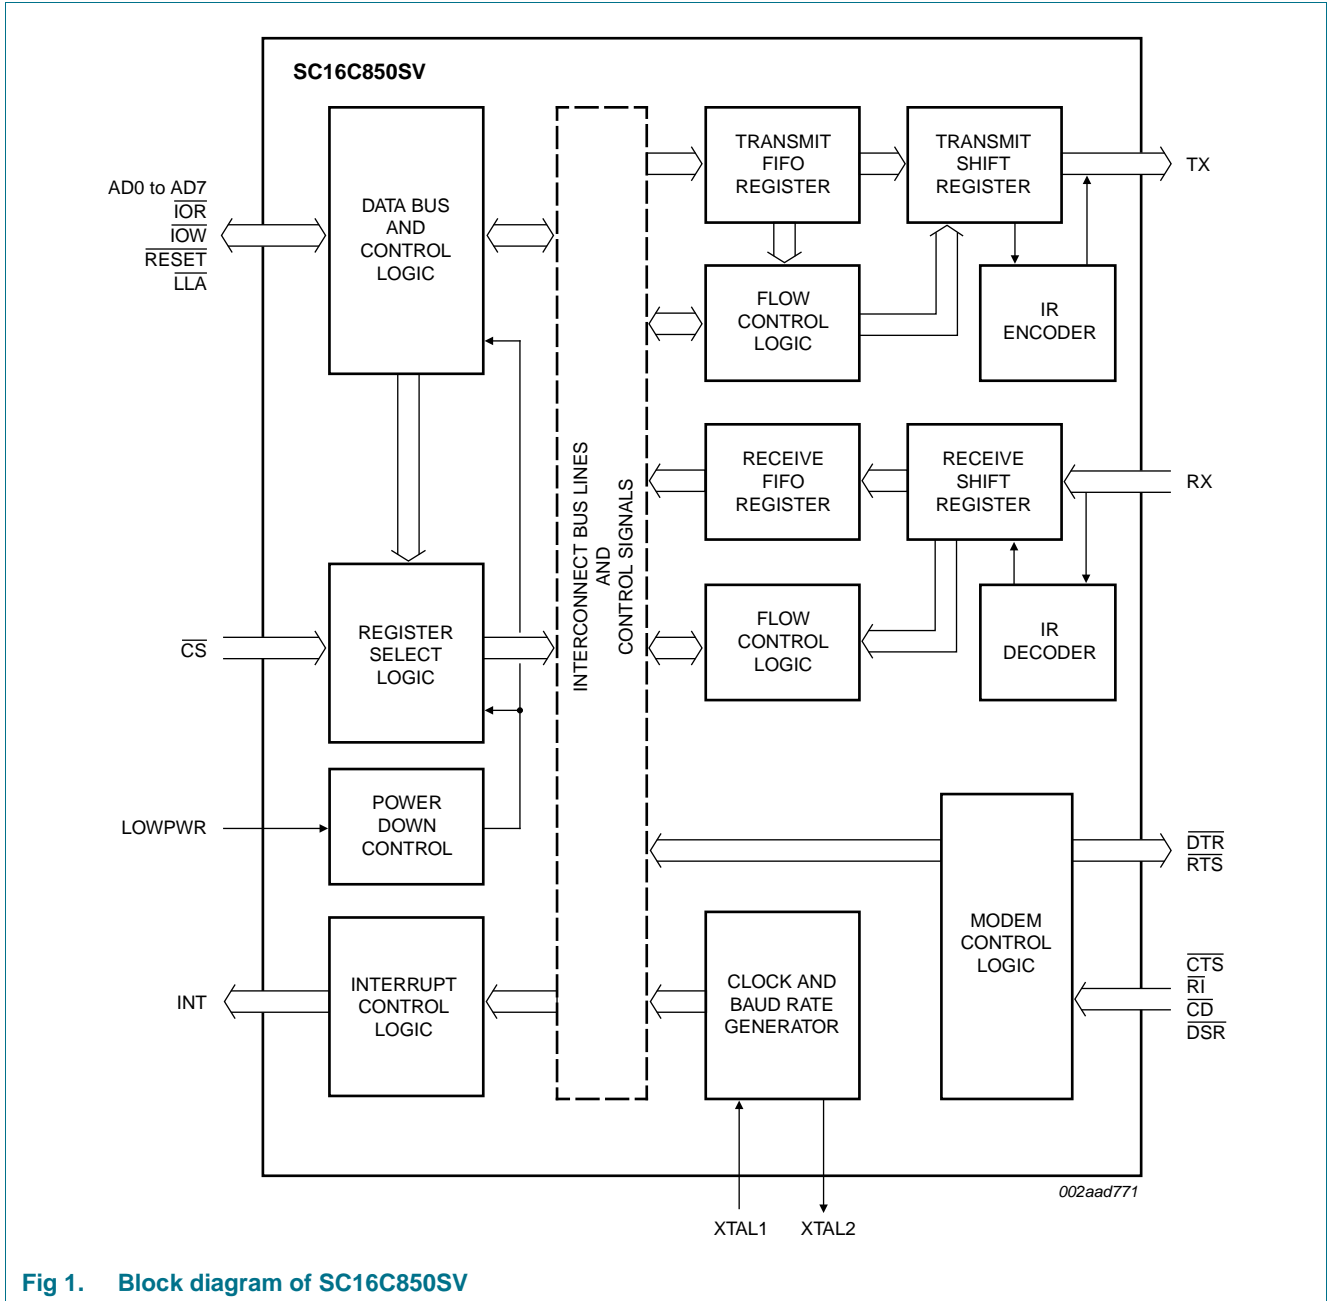 SC16C850SV
AD0 to AD7
IOR
IOW
RESET
LLA
DATA BUS
AND
CONTROL
LOGIC
TRANSMIT
FIFO
REGISTER
TRANSMIT
SHIFT
REGISTER
TX
FLOW
CONTROL
LOGIC
IR
ENCODER
INTERCONNECT BUS LINES
AND
CONTROL SIGNALS
RECEIVE
FIFO
REGISTER
RECEIVE
SHIFT
REGISTER
RX
CS
REGISTER
SELECT
LOGIC
FLOW
CONTROL
LOGIC
IR
DECODER
LOWPWR
POWER
DOWN
CONTROL
DTR
RTS
MODEM
CONTROL
LOGIC
INT
INTERRUPT
CONTROL
LOGIC
CLOCK AND
BAUD RATE
GENERATOR
CTS
RI
CD
DSR
002aad771
XTAL1
XTAL2
Fig 1. Block diagram of SC16C850SV